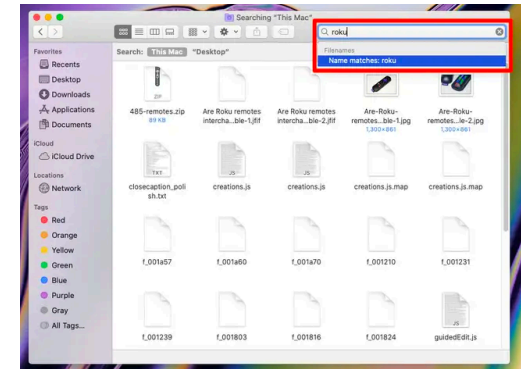 Searching "This Mac"
roku
Filenames
Name matches: roku
Search: This Mac "Desktop"
Favorites
Recents
Desktop
Downloads
Applications
Documents
iCloud
iCloud Drive
Locations
Network
Tags
Red
Orange
Yellow
Green
Blue
Purple
Gray
All Tags...
ZIP
485-remotes.zip
89 KB
Are Roku remotes
intercha...ble-1.jfif
Are Roku remotes
intercha...ble-2.jfif
Are-Roku-
remotes...ble-1.jpg
1,300×861
Are-Roku-
remotes...le-2.jpg
1,300×861
TXT
closecaption_poli
sh.txt
JS
creations.js
JS
creations.js
creations.js.map
creations.js.map
f_001a57
f_001a60
f_001a70
f_001210
f_001231
f_001239
f_001803
f_001816
f_001824
JS
guidedEdit.js